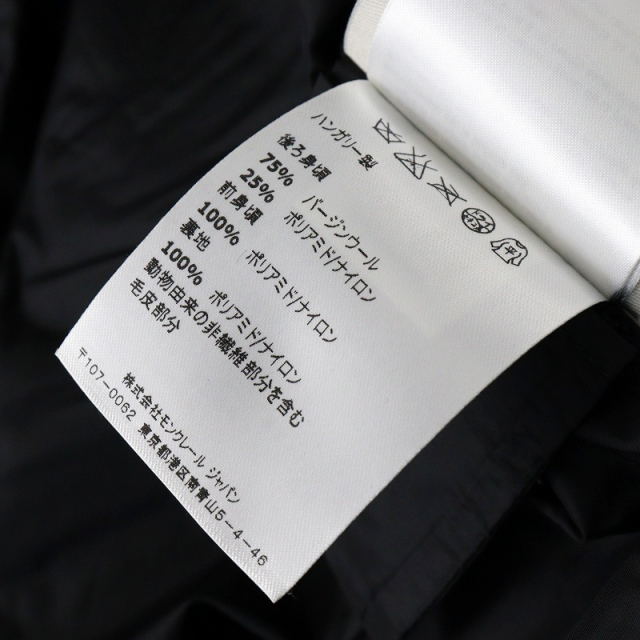 ハンガリー製
後ろ身頃
75% バージンウール
25% ポリアミド/ナイロン
前身頃
100% ポリアミド/ナイロン
裏地
100% ポリアミド/ナイロン
動物由来の非繊維部分を含む
毛皮部分
株式会社モンクレール ジャパン
〒107-0062 東京都港区南青山5-4-46